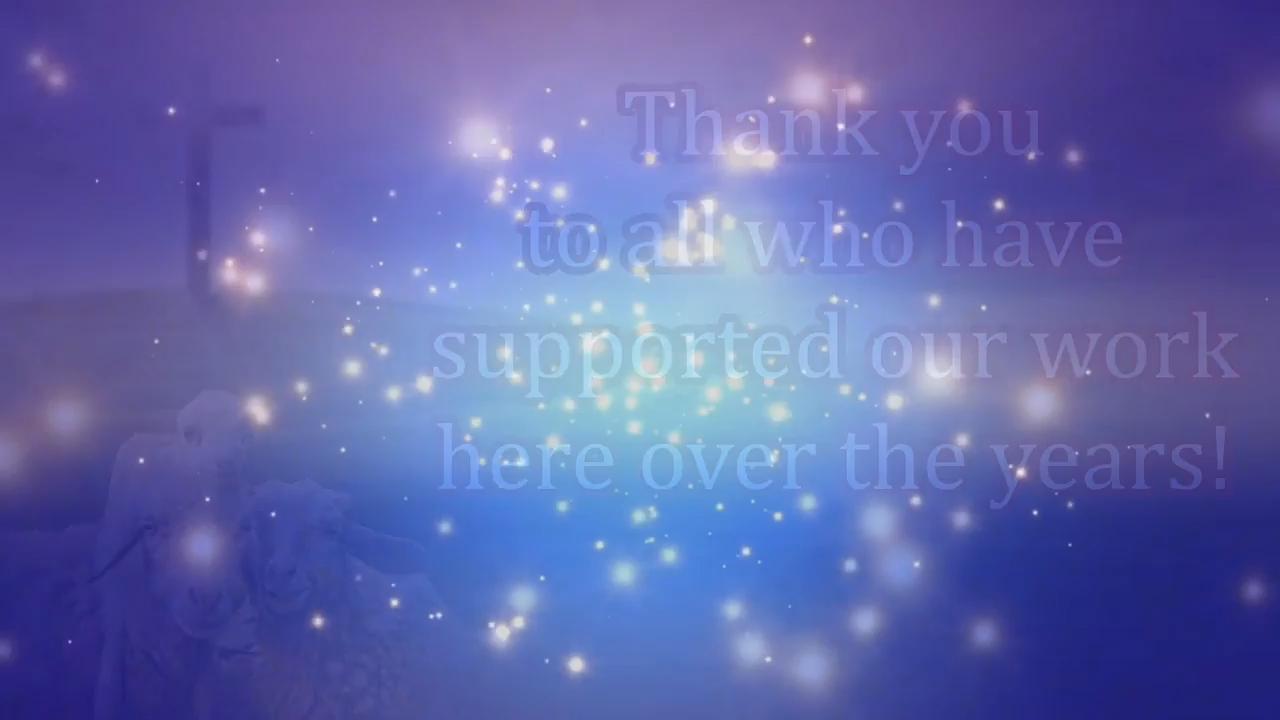 Thank you
to all who have
supported our work
here over the years!